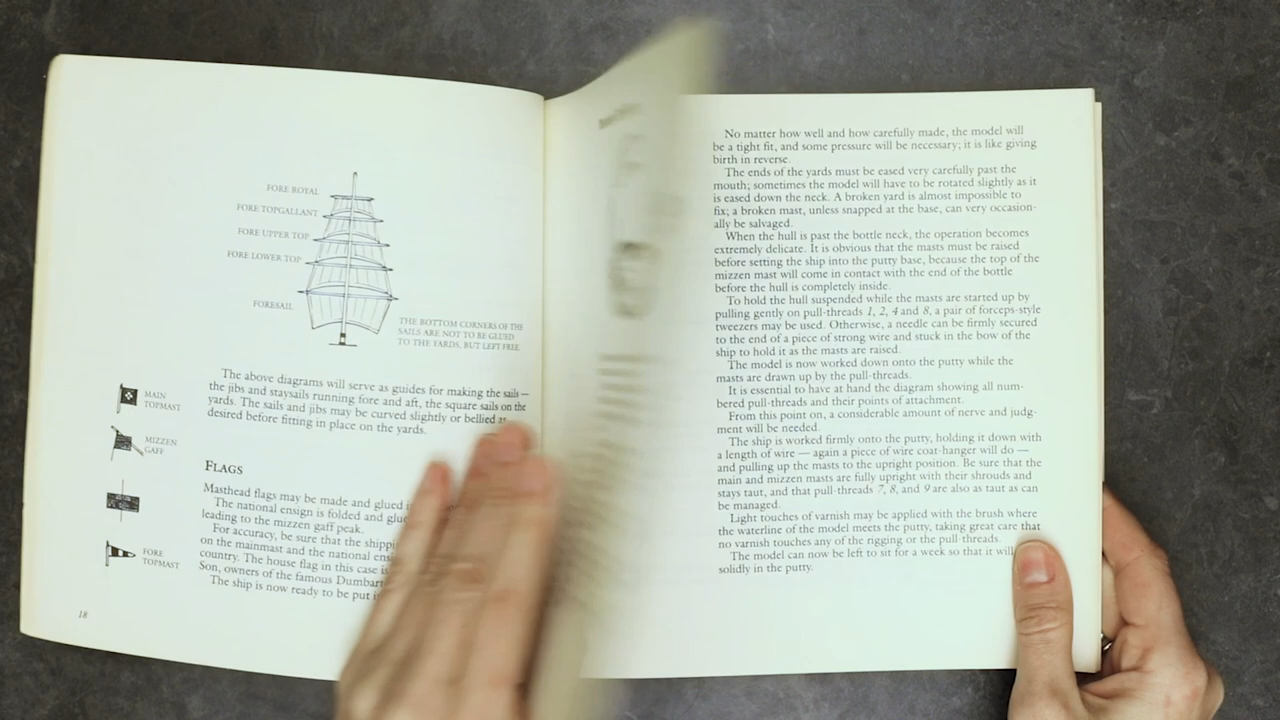 FORE ROYAL
FORE TOPGALLANT
FORE UPPER TOP
FORE LOWER TOP
FORESAIL
THE BOTTOM CORNERS OF THE
SAILS ARE NOT TO BE GLUED
TO THE YARDS, BUT LEFT FREE.
The above diagrams will serve as guides for making the sails —
the jibs and staysails running fore and aft, the square sails on the
yards. The sails and jibs may be curved slightly or bellied
desired before fitting in place on the yards.
MAIN
TOPMAST
MIZZEN
GAFF
FORE
TOPMAST
FLAGS
Masthead flags may be made and glued
The national ensign is folded and
leading to the mizzen gaff peak.
For accuracy, be sure that the
on the mainmast and the national
country. The house flag in this case
Son, owners of the famous
The ship is now ready to be put
18
No matter how well and how carefully made, the model will
be a tight fit, and some pressure will be necessary; it is like giving
birth in reverse.
The ends of the yards must be eased very carefully past the
mouth; sometimes the model will have to be rotated slightly as it
is eased down the neck. A broken yard is almost impossible to
fix; a broken mast, unless snapped at the base, can very occasion-
ally be salvaged.
When the hull is past the bottle neck, the operation becomes
extremely delicate. It is obvious that the masts must be raised
before setting the ship into the putty base, because the top of the
mizzen mast will come in contact with the end of the bottle
before the hull is completely inside.
To hold the hull suspended while the masts are started up by
pulling gently on pull-threads 1, 2, 4 and 8, a pair of forceps-style
tweezers may be used. Otherwise, a needle can be firmly secured
to the end of a piece of strong wire and stuck in the bow of the
ship to hold it as the masts are raised.
The model is now worked down onto the putty while the
masts are drawn up by the pull-threads.
It is essential to have at hand the diagram showing all num-
bered pull-threads and their points of attachment.
From this point on, a considerable amount of nerve and judg-
ment will be needed.
The ship is worked firmly onto the putty, holding it down with
a length of wire — again a piece of wire coat-hanger will do —
and pulling up the masts to the upright position. Be sure that the
main and mizzen masts are fully upright with their shrouds and
stays taut, and that pull-threads 7, 8, and 9 are also as taut as can
be managed.
Light touches of varnish may be applied with the brush where
the waterline of the model meets the putty, taking great care that
no varnish touches any of the rigging or the pull-threads.
The model can now be left to sit for a week so that it will
solidly in the putty.